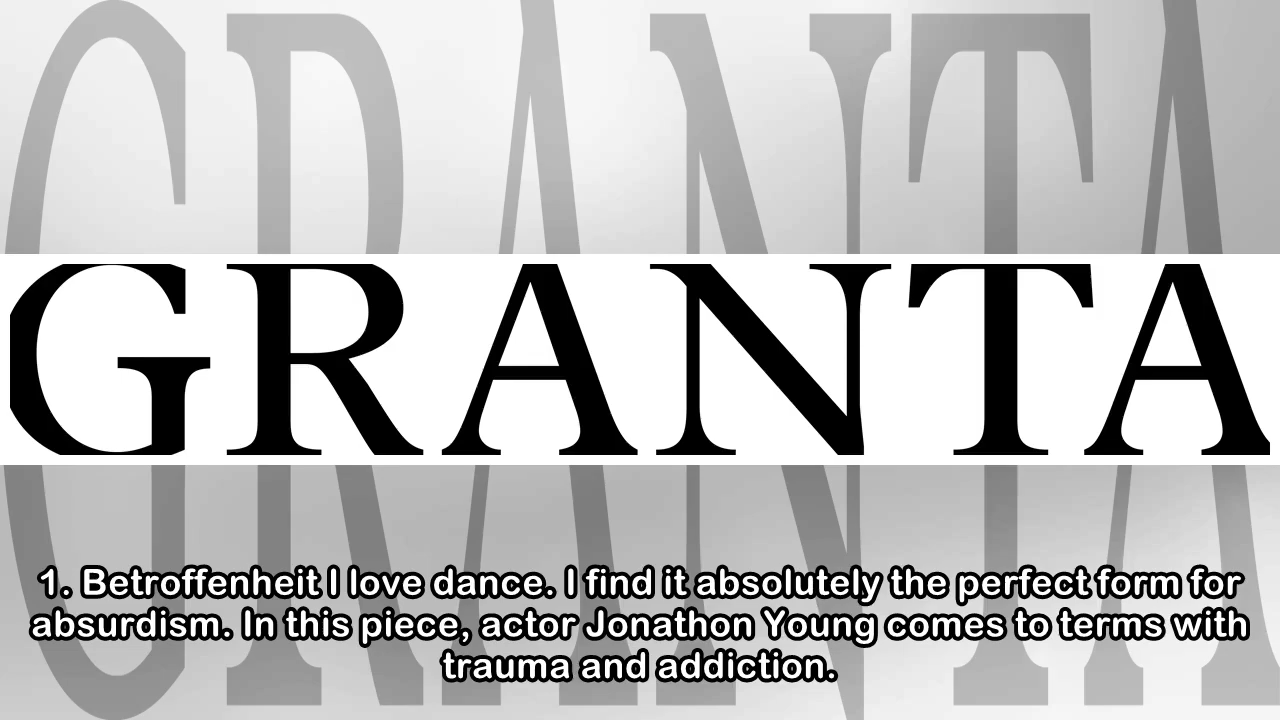 GRANTA
GRANTA
1. Betroffenheit I love dance. I find it absolutely the perfect form for
absurdism. In this piece, actor Jonathon Young comes to terms with
trauma and addiction.